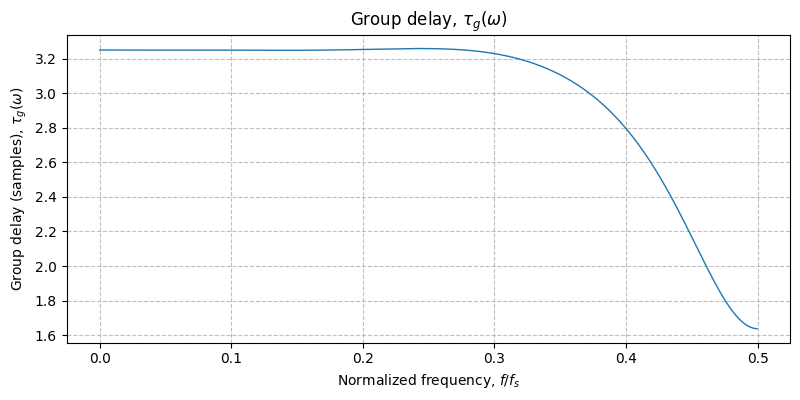 Group delay, τg(ω)
Group delay (samples), τg(ω)
3.2
3.0
2.8
2.6
2.4
2.2
2.0
1.8
1.6
0.0 0.1 0.2 0.3 0.4 0.5
Normalized frequency, f/fs